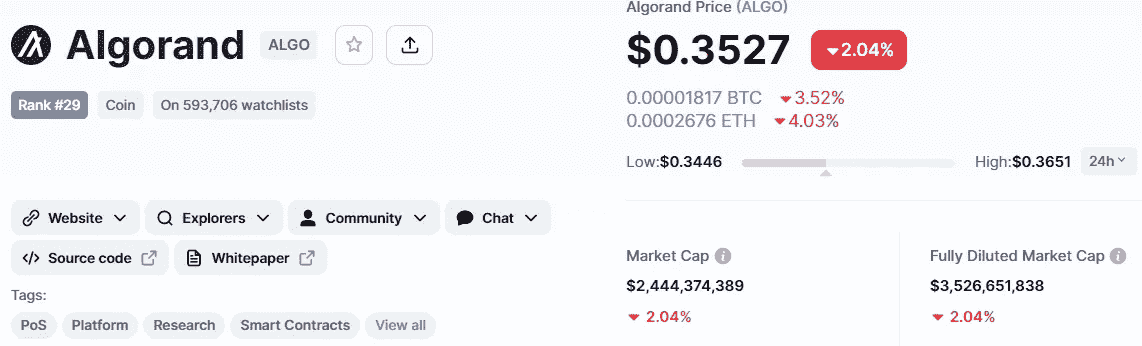 Algorand ALGO
Rank #29 Coin On 593,706 watchlists
Website Explorers Community Chat
Source code Whitepaper
Tags:
PoS Platform Research Smart Contracts View all
Algorand Price (ALGO)
$0.3527 2.04%
0.00001817 BTC 3.52%
0.0002676 ETH 4.03%
Low:$0.3446 High:$0.3651 24h
Market Cap
$2,444,374,389
2.04%
Fully Diluted Market Cap
$3,526,651,838
2.04%